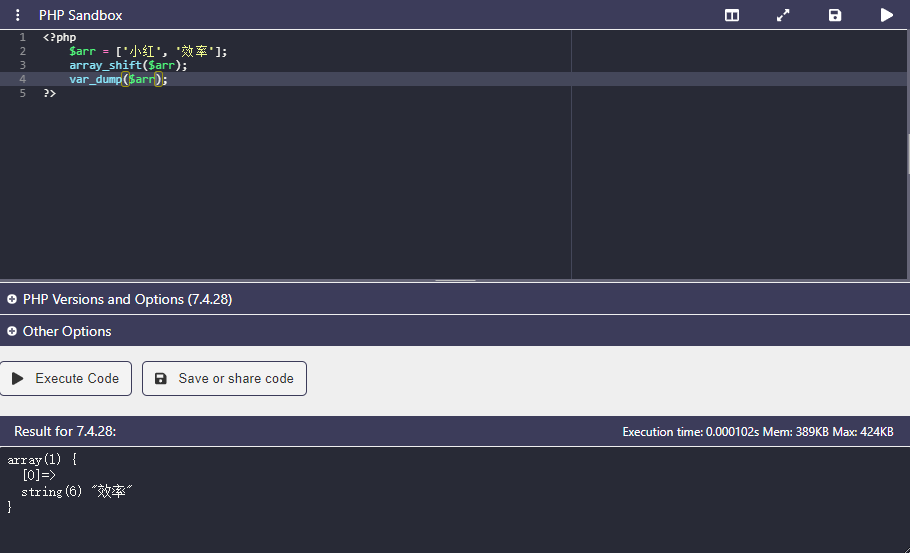 PHP Sandbox
1 <?php
2 $arr = ['小红', '效率'];
3 array_shift($arr);
4 var_dump($arr);
5 ?>
PHP Versions and Options (7.4.28)
Other Options
Execute Code Save or share code
Result for 7.4.28: Execution time: 0.000102s Mem: 389KB Max: 424KB
array(1) {
[0]=>
string(6) "效率"
}